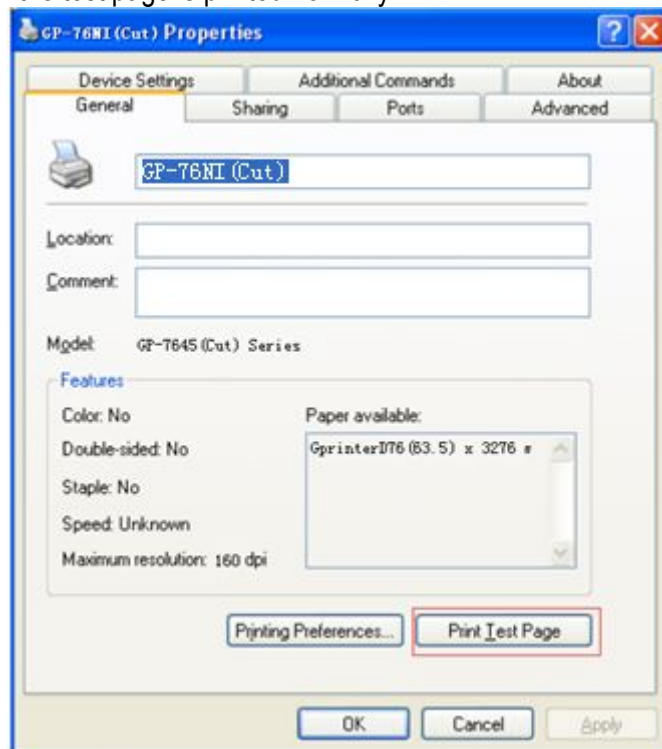 GP-76NI(Cut) Properties
Device Settings Additional Commands About
General Sharing Ports Advanced
GP-76NI(Cut)
Location:
Comment:
Model: GP-7645(Cut) Series
Features
Color: No Paper available:
Double-sided: No GprinterD76(63.5) x 3276
Staple: No
Speed: Unknown
Maximum resolution: 160 dpi
Printing Preferences... Print Test Page
OK Cancel Apply